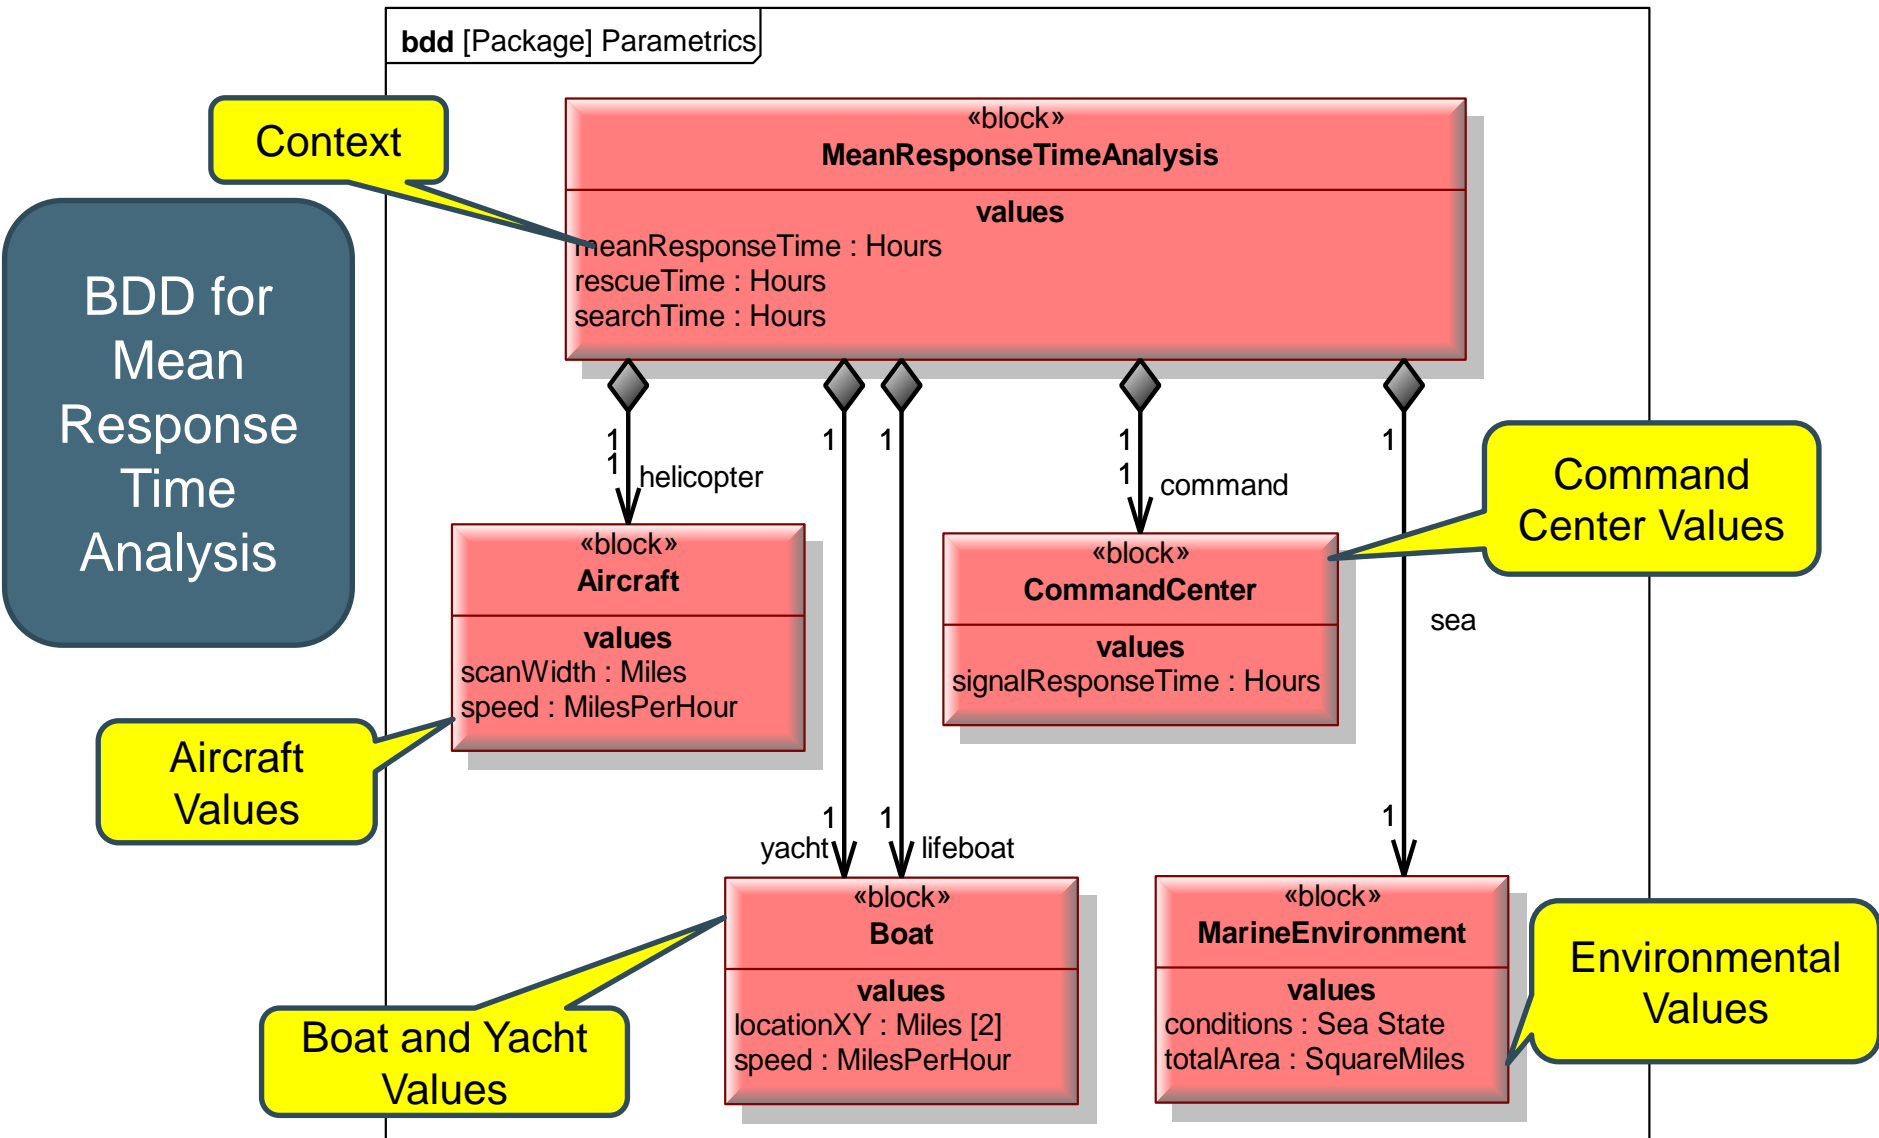 bdd [Package] Parametrics
Context
«block»
MeanResponseTimeAnalysis
values
meanResponseTime : Hours
rescueTime : Hours
searchTime : Hours
BDD for
Mean
Response
Time
Analysis
1
1
1
1
1
1
helicopter
1
command
Command
Center Values
«block»
Aircraft
values
scanWidth : Miles
speed : MilesPerHour
«block»
CommandCenter
values
signalResponseTime : Hours
sea
Aircraft
Values
1
yacht
1
lifeboat
1
«block»
Boat
values
locationXY : Miles [2]
speed : MilesPerHour
«block»
MarineEnvironment
values
conditions : Sea State
totalArea : SquareMiles
Boat and Yacht
Values
Environmental
Values